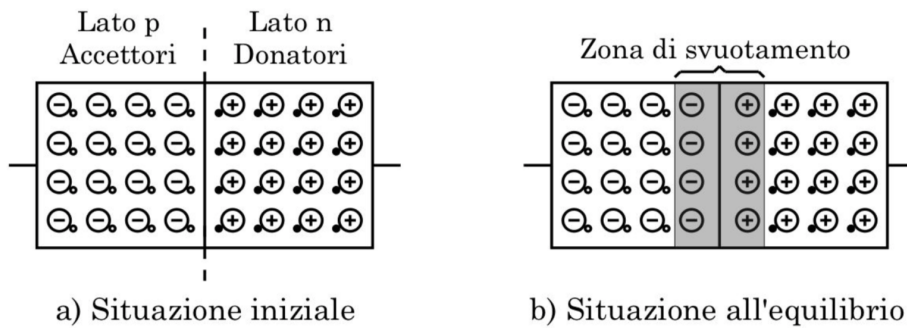 Lato p
Accettori
Lato n
Donatori
a) Situazione iniziale
Zona di svuotamento
b) Situazione all'equilibrio